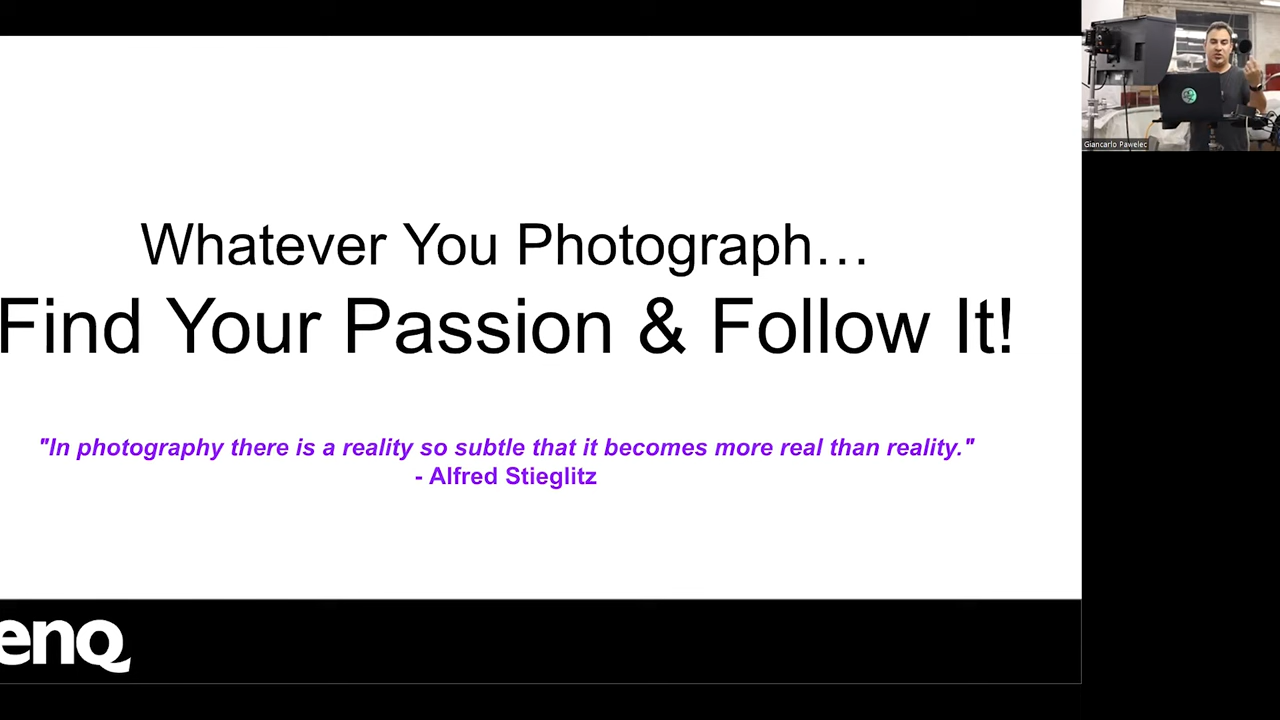 Whatever You Photograph…
Find Your Passion & Follow It!
"In photography there is a reality so subtle that it becomes more real than reality."
- Alfred Stieglitz
enQ
Giancarlo Pawelec